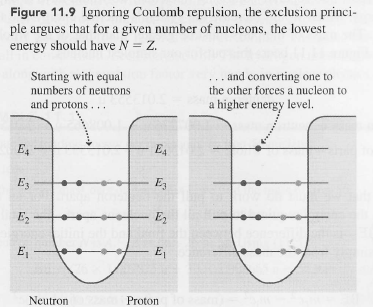 Figure 11.9 Ignoring Coulomb repulsion, the exclusion princi-
ple argues that for a given number of nucleons, the lowest
energy should have N = Z.
Starting with equal
numbers of neutrons
and protons . . .
. . . and converting one to
the other forces a nucleon to
a higher energy level.
E4 E4
E3 E3
E2 E2
E1 E1
Neutron Proton